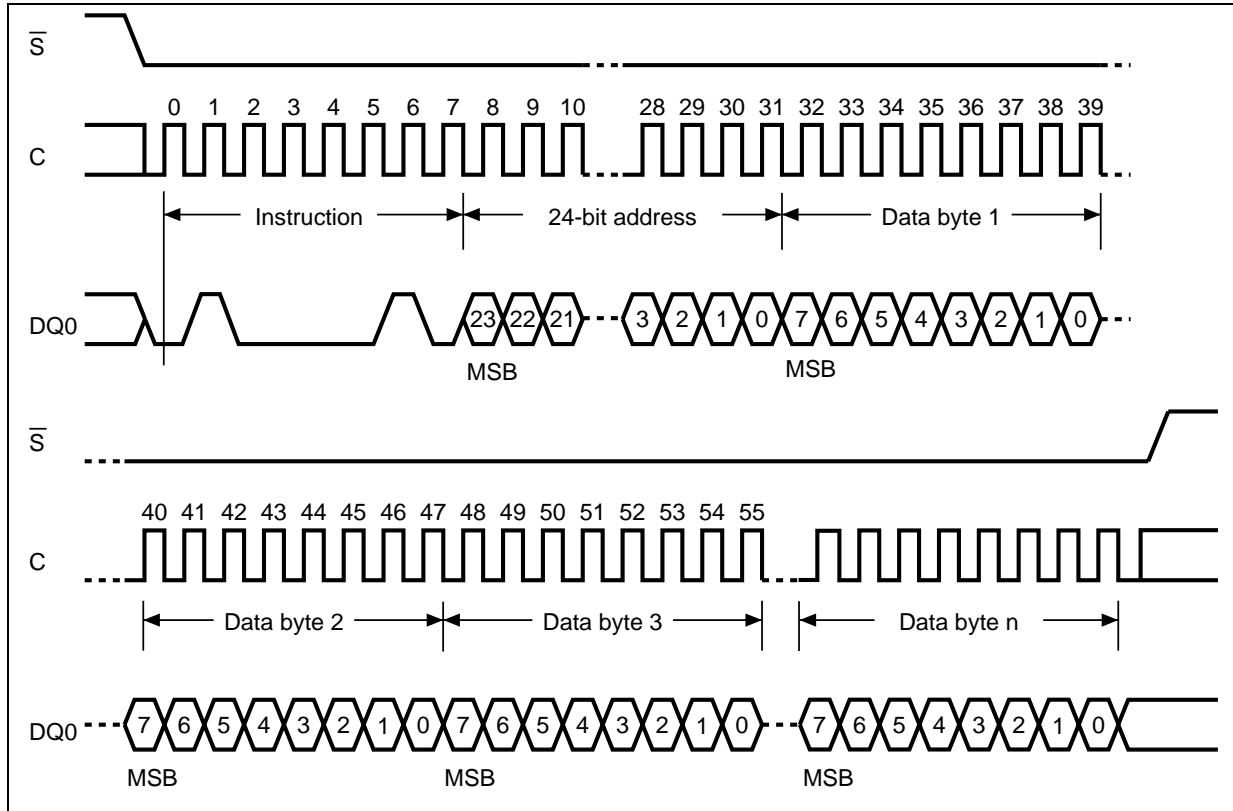 S̅
0 1 2 3 4 5 6 7 8 9 10 28 29 30 31 32 33 34 35 36 37 38 39
C
Instruction 24-bit address Data byte 1
DQ0 23 22 21 3 2 1 0 7 6 5 4 3 2 1 0
MSB MSB
S̅
40 41 42 43 44 45 46 47 48 49 50 51 52 53 54 55
C
Data byte 2 Data byte 3 Data byte n
DQ0 7 6 5 4 3 2 1 0 7 6 5 4 3 2 1 0 7 6 5 4 3 2 1 0
MSB MSB MSB